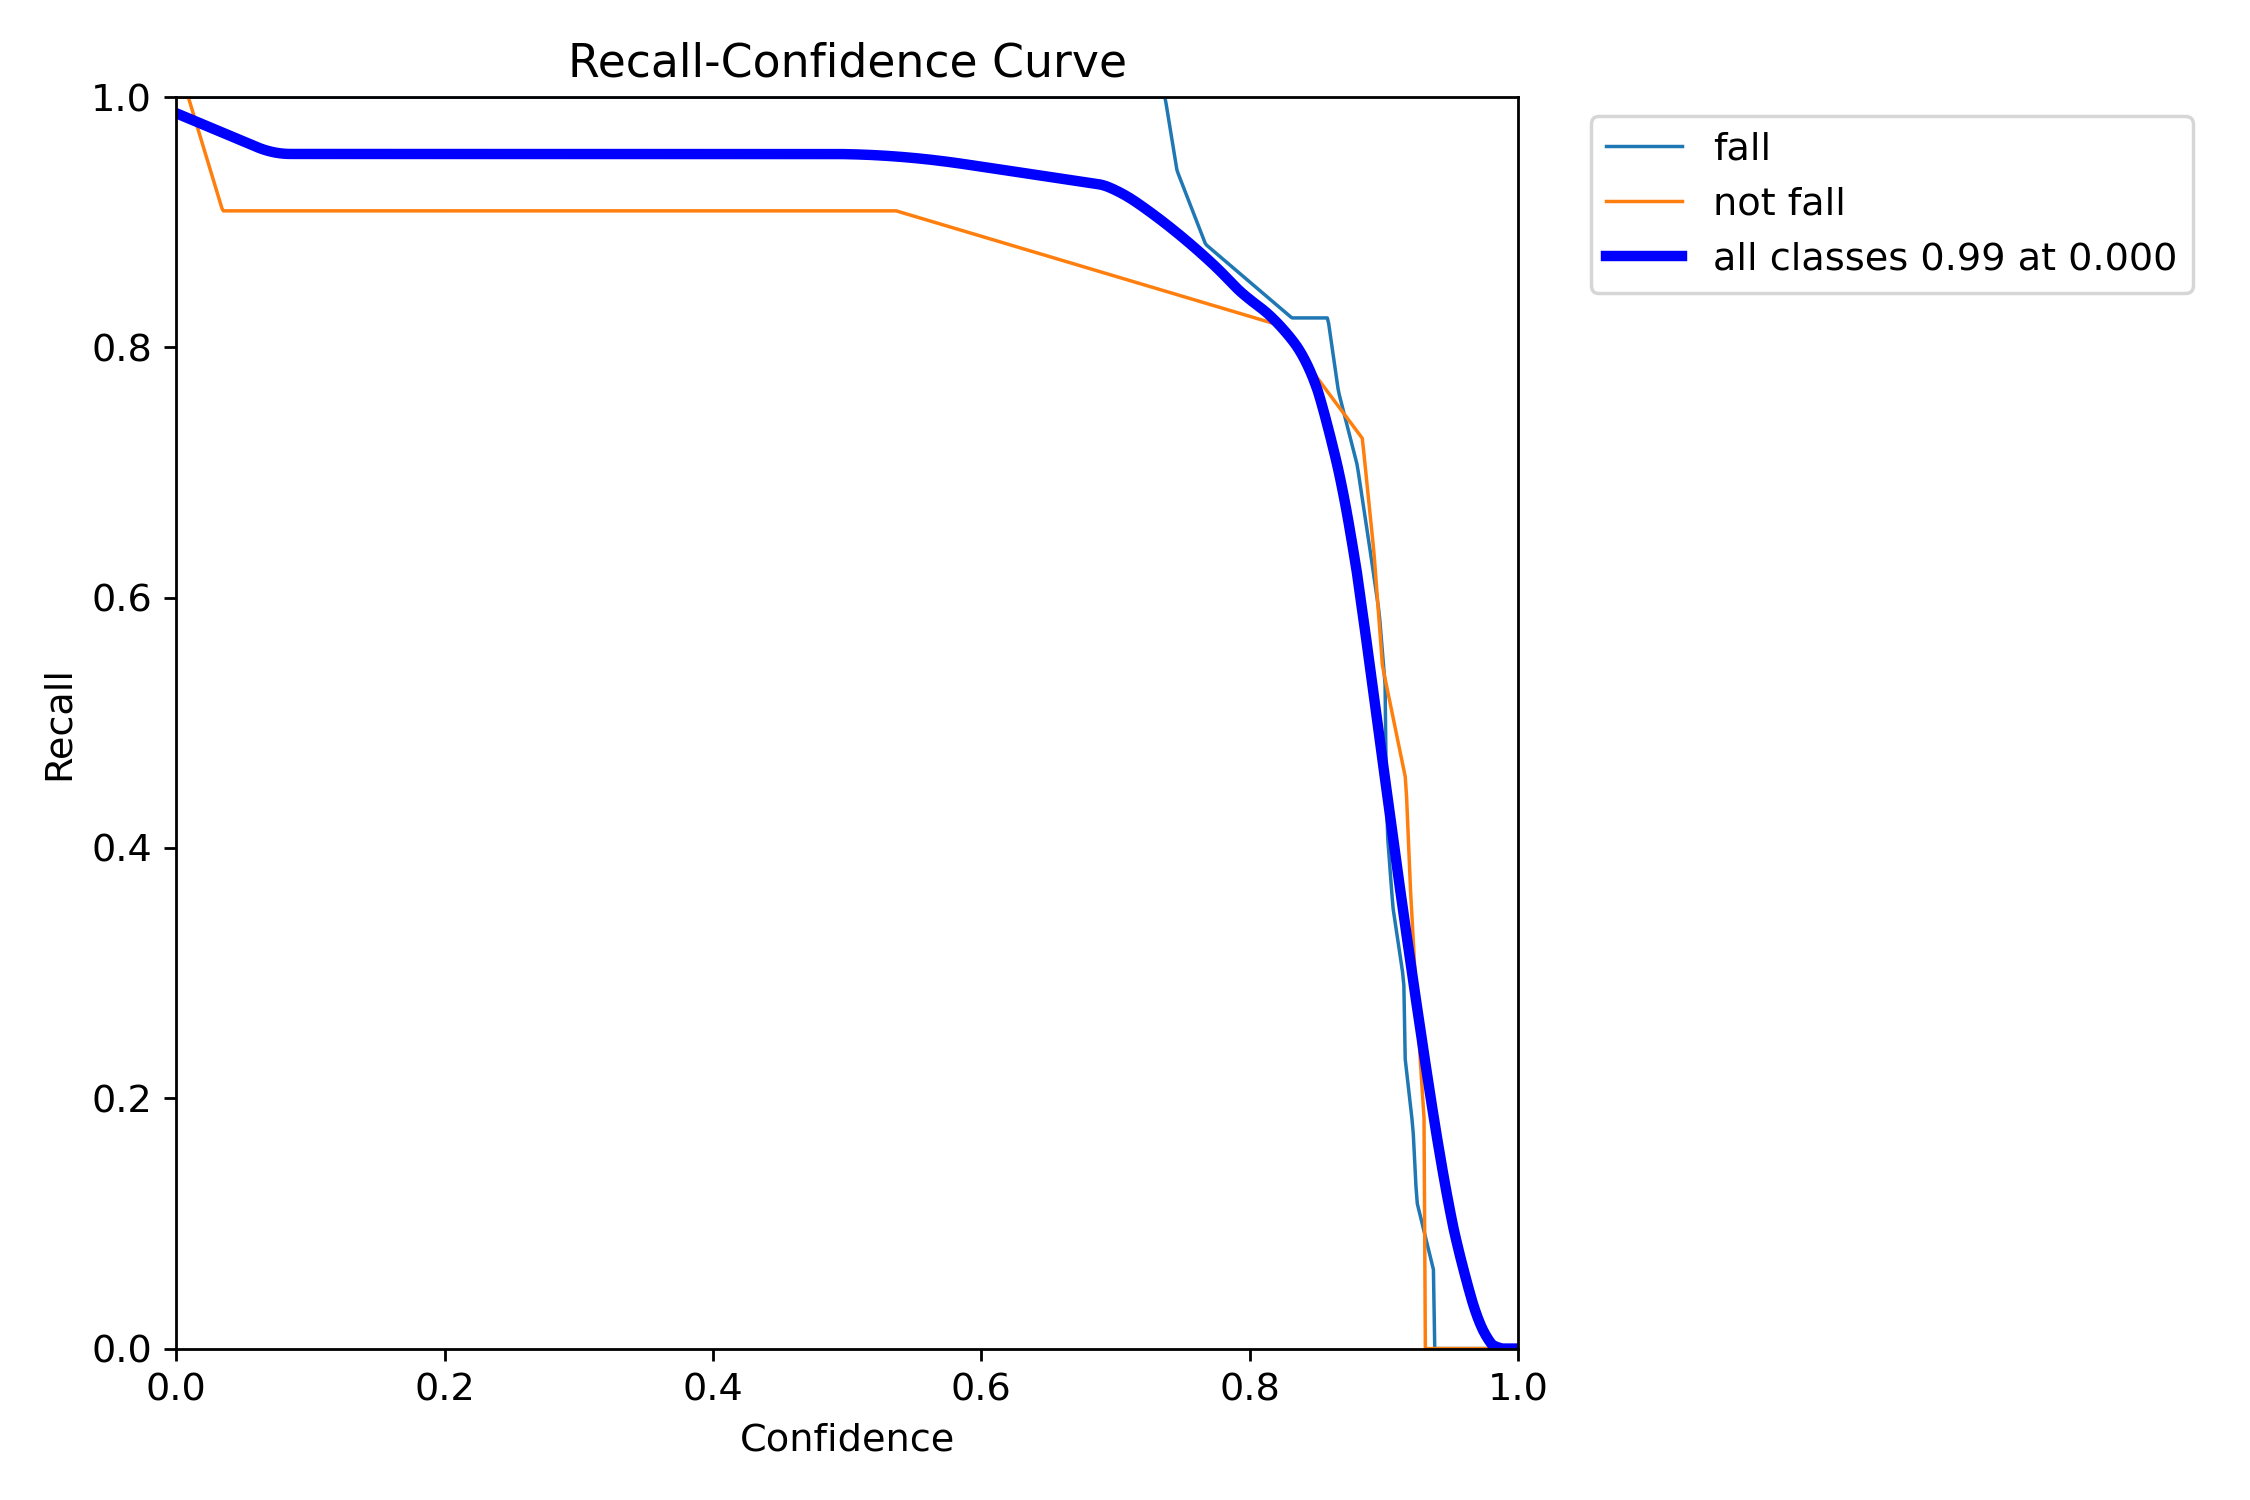 Recall-Confidence Curve
1.0
0.8
0.6
0.4
0.2
0.0
Recall
0.0 0.2 0.4 0.6 0.8 1.0
Confidence
fall
not fall
all classes 0.99 at 0.000